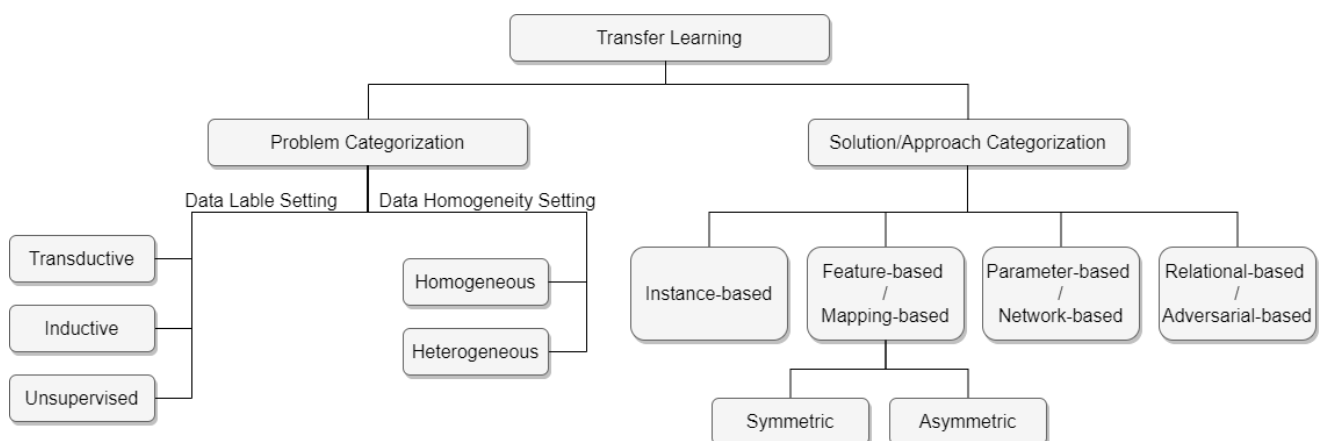 Transfer Learning
Problem Categorization
Solution/Approach Categorization
Data Lable Setting
Data Homogeneity Setting
Transductive
Inductive
Unsupervised
Homogeneous
Heterogeneous
Instance-based
Feature-based
/
Mapping-based
Parameter-based
/
Network-based
Relational-based
/
Adversarial-based
Symmetric
Asymmetric